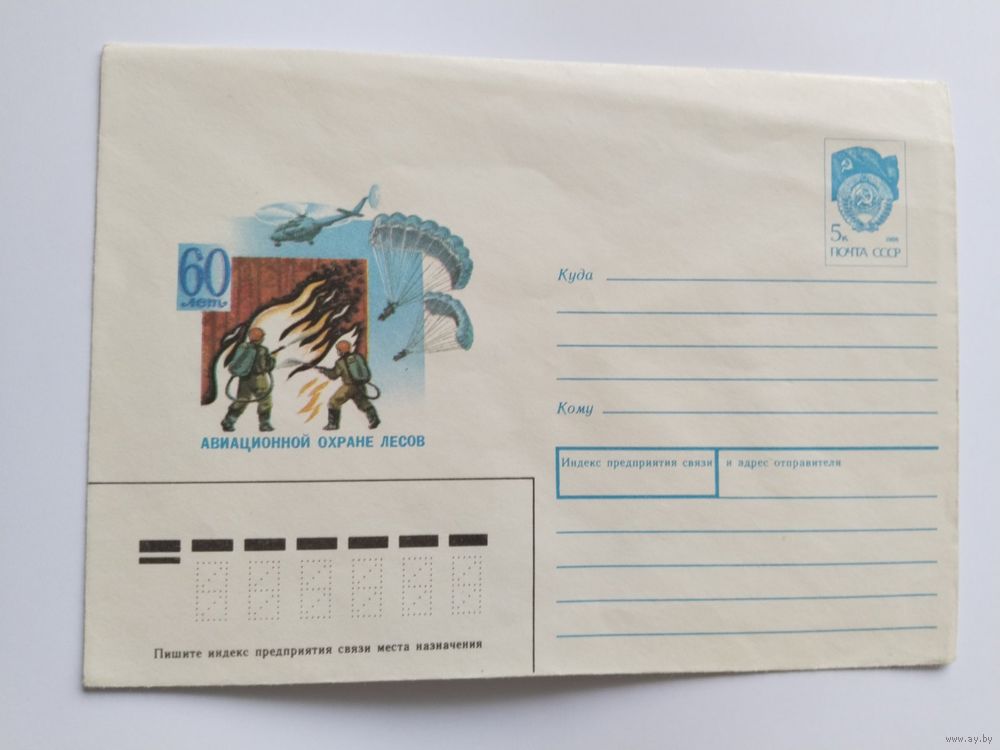 5к 1988
ПОЧТА СССР
60
лет
АВИАЦИОННОЙ ОХРАНЕ ЛЕСОВ
Куда
Кому
Индекс предприятия связи и адрес отправителя
Пишите индекс предприятия связи места назначения
www.ay.by